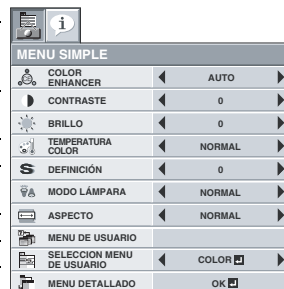 MENU SIMPLE
COLOR ENHANCER AUTO
CONTRASTE 0
BRILLO 0
TEMPERATURA COLOR NORMAL
DEFINICIÓN NORMAL
MODO LÁMPARA NORMAL
ASPECTO NORMAL
MENU DE USUARIO
SELECCION MENU DE USUARIO COLOR
MENU DETALLADO OK